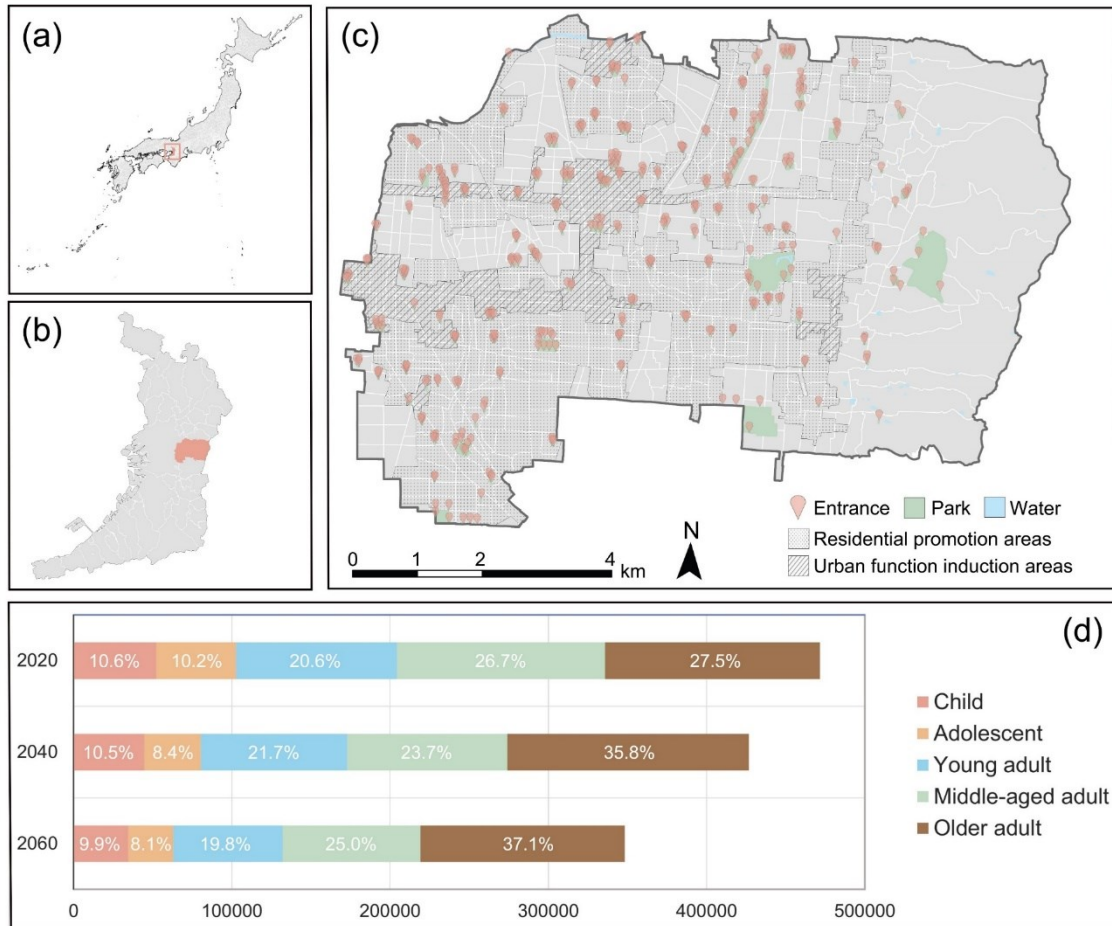 (a)
(b)
(c)
Entrance Park Water
Residential promotion areas
Urban function induction areas
N
0 1 2 4
km
(d)
2020 10.6% 10.2% 20.6% 26.7% 27.5%
2040 10.5% 8.4% 21.7% 23.7% 35.8%
2060 9.9% 8.1% 19.8% 25.0% 37.1%
0 100000 200000 300000 400000 500000
Child
Adolescent
Young adult
Middle-aged adult
Older adult